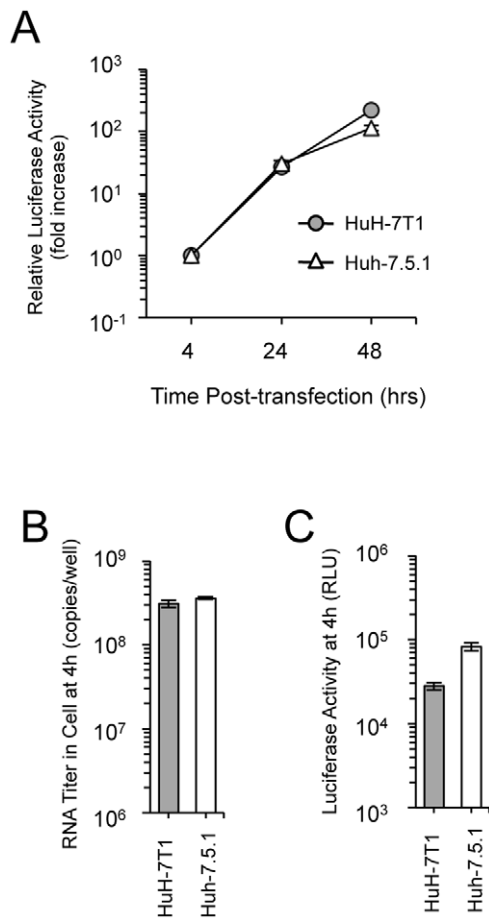 A
Relative Luciferase Activity
(fold increase)
10³
10²
10¹
10⁰
10⁻¹
HuH-7T1
Huh-7.5.1
4 24 48
Time Post-transfection (hrs)
B
RNA Titer in Cell at 4h (copies/well)
10⁹
10⁸
10⁷
10⁶
HuH-7T1
Huh-7.5.1
C
Luciferase Activity at 4h (RLU)
10⁶
10⁵
10⁴
10³
HuH-7T1
Huh-7.5.1